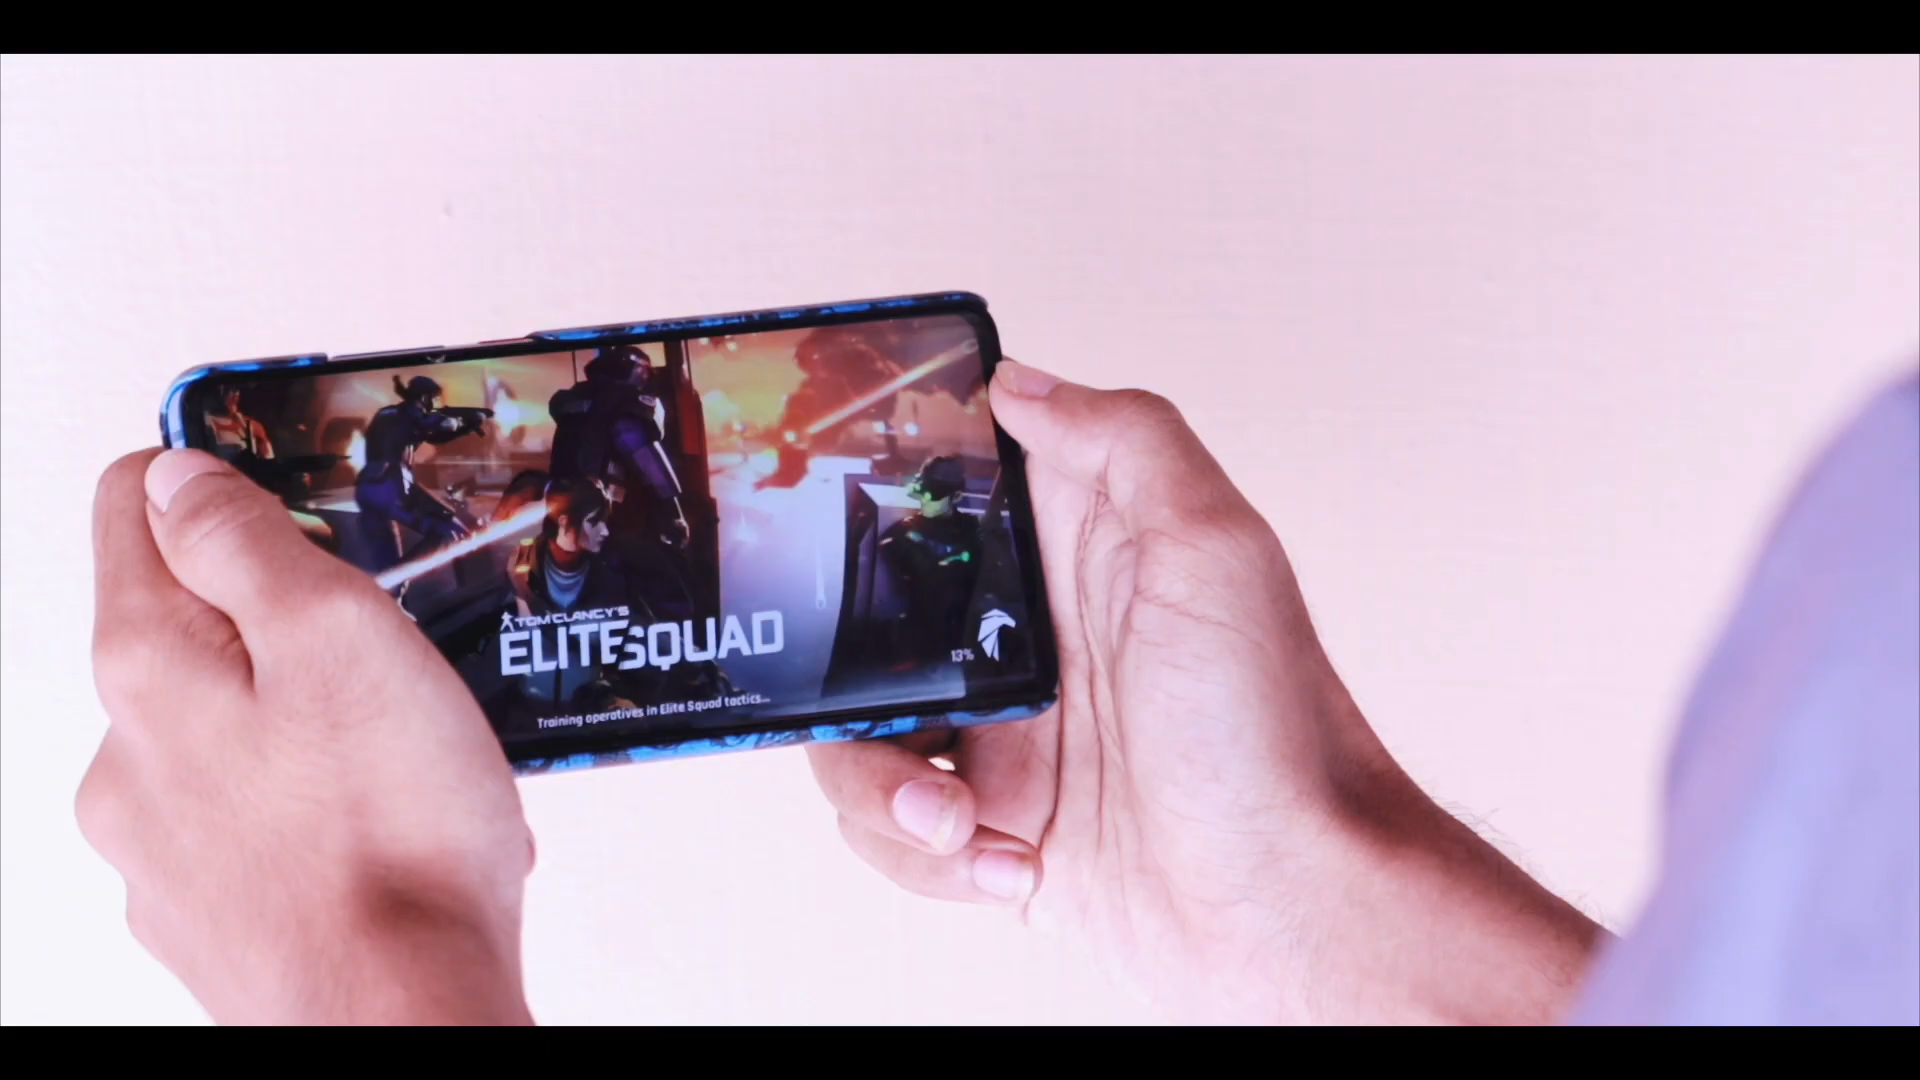 TOM CLANCY'S
ELITE SQUAD
13%
Training operatives in Elite Squad tactics...